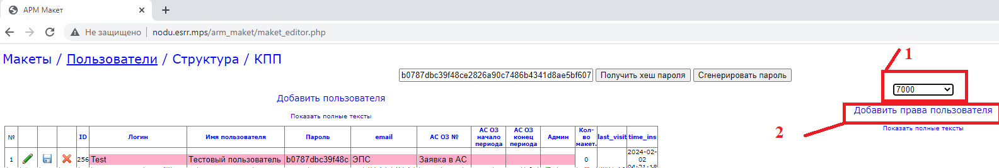 АРМ Макет
Не защищено nodu.esrr.mps/arm_maket/maket_editor.php
1
Макеты / Пользователи / Структура / КПП
b0787dbc39f48ce2826a90c7486b4341d8ae5bf607 Получить хеш пароля Сгенерировать пароль
7000
Добавить пользователя
Добавить права пользователя
Показать полные тексты
Показать полные тексты
2
№ ID Логин Имя пользователя Пароль email АС ОЗ № АС ОЗ начало периода АС ОЗ конец периода Админ Кол-во макет. last_visit time_ins
1 256 Test Тестовый пользователь b0787dbc39f48c ЭПС Заявка в АС 0 2024-02-02